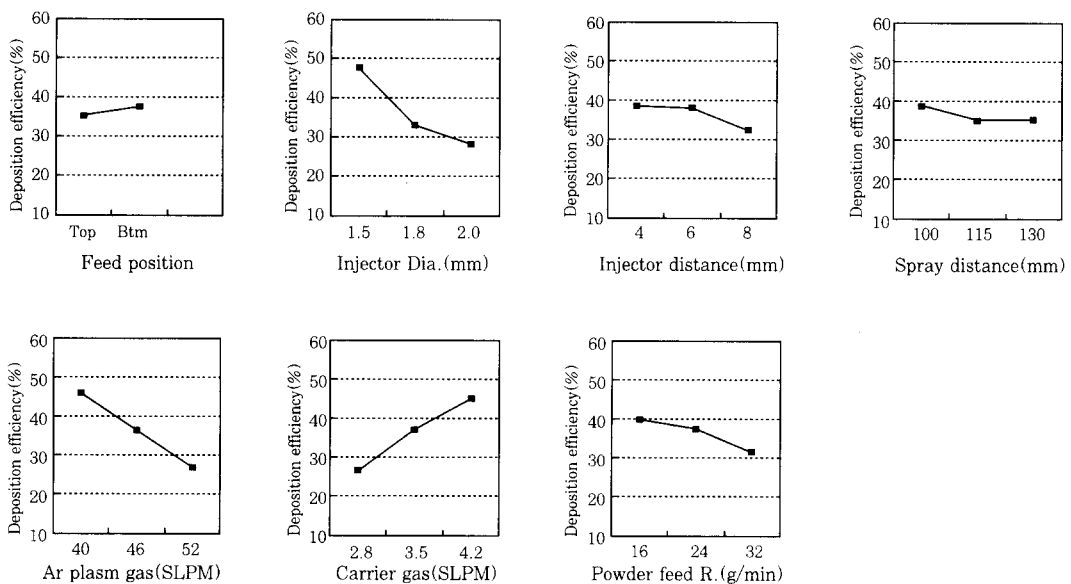 Deposition efficiency(%)
60
50
40
30
20
10
Top Btm
Feed position
Deposition efficiency(%)
60
50
40
30
20
10
1.5 1.8 2.0
Injector Dia.(mm)
Deposition efficiency(%)
60
50
40
30
20
10
4 6 8
Injector distance(mm)
Deposition efficiency(%)
60
50
40
30
20
10
100 115 130
Spray distance(mm)
Deposition efficiency(%)
60
50
40
30
20
10
40 46 52
Ar plasm gas(SLPM)
Deposition efficiency(%)
60
50
40
30
20
10
2.8 3.5 4.2
Carrier gas(SLPM)
Deposition efficiency(%)
60
50
40
30
20
10
16 24 32
Powder feed R.(g/min)